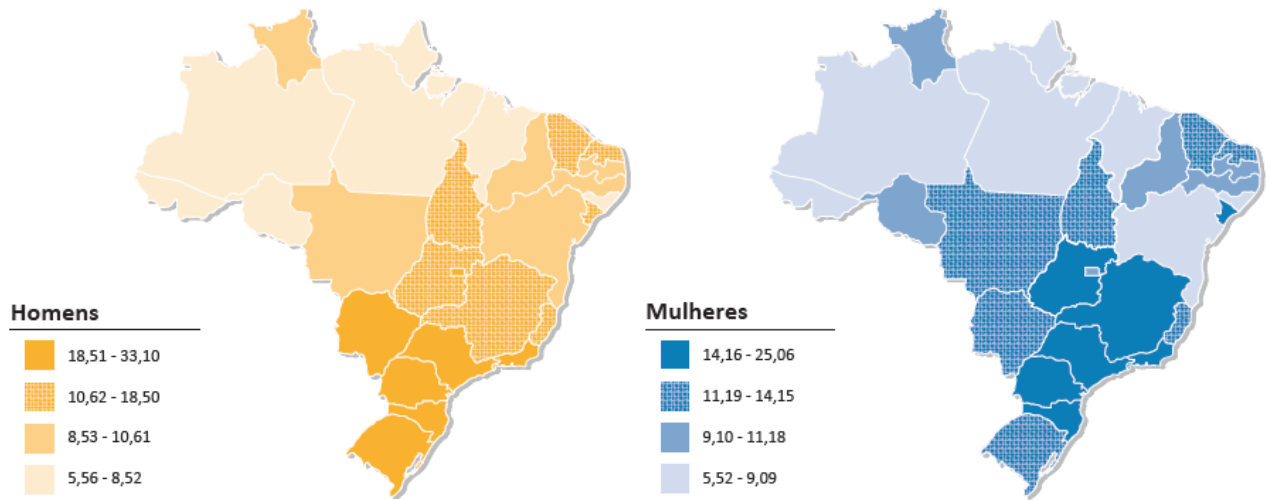 Homens
18,51 - 33,10
10,62 - 18,50
8,53 - 10,61
5,56 - 8,52
Mulheres
14,16 - 25,06
11,19 - 14,15
9,10 - 11,18
5,52 - 9,09